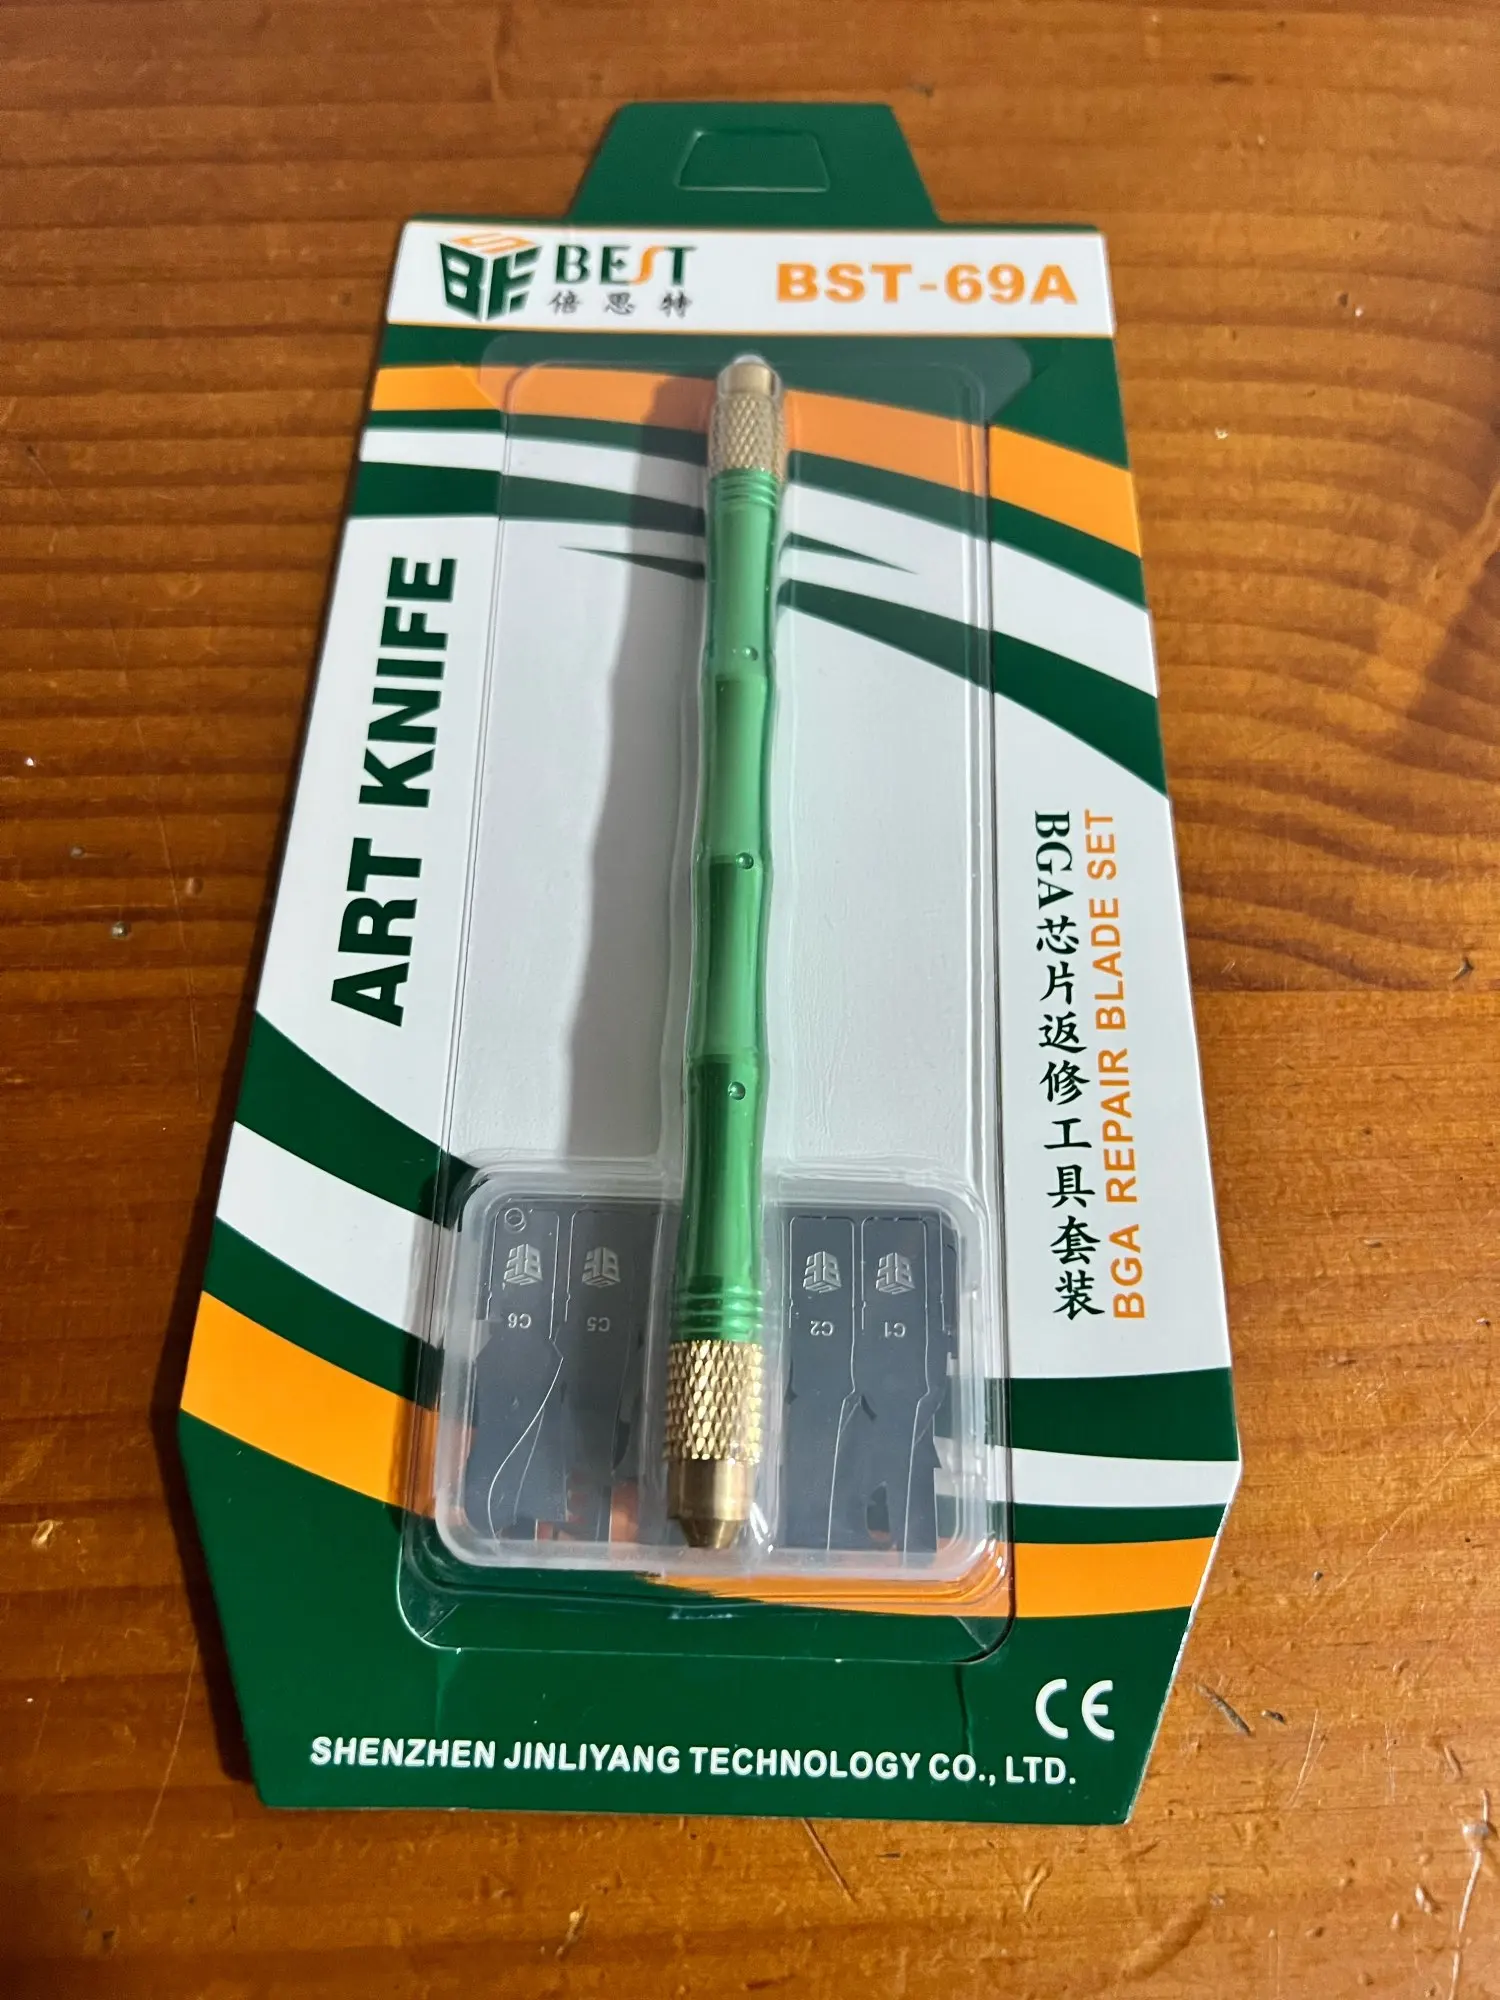 BEST
倍思特
BST-69A
ART KNIFE
BGA芯片返修工具套装
BGA REPAIR BLADE SET
C6
C5
C2
C1
CE
SHENZHEN JINLIYANG TECHNOLOGY CO., LTD.